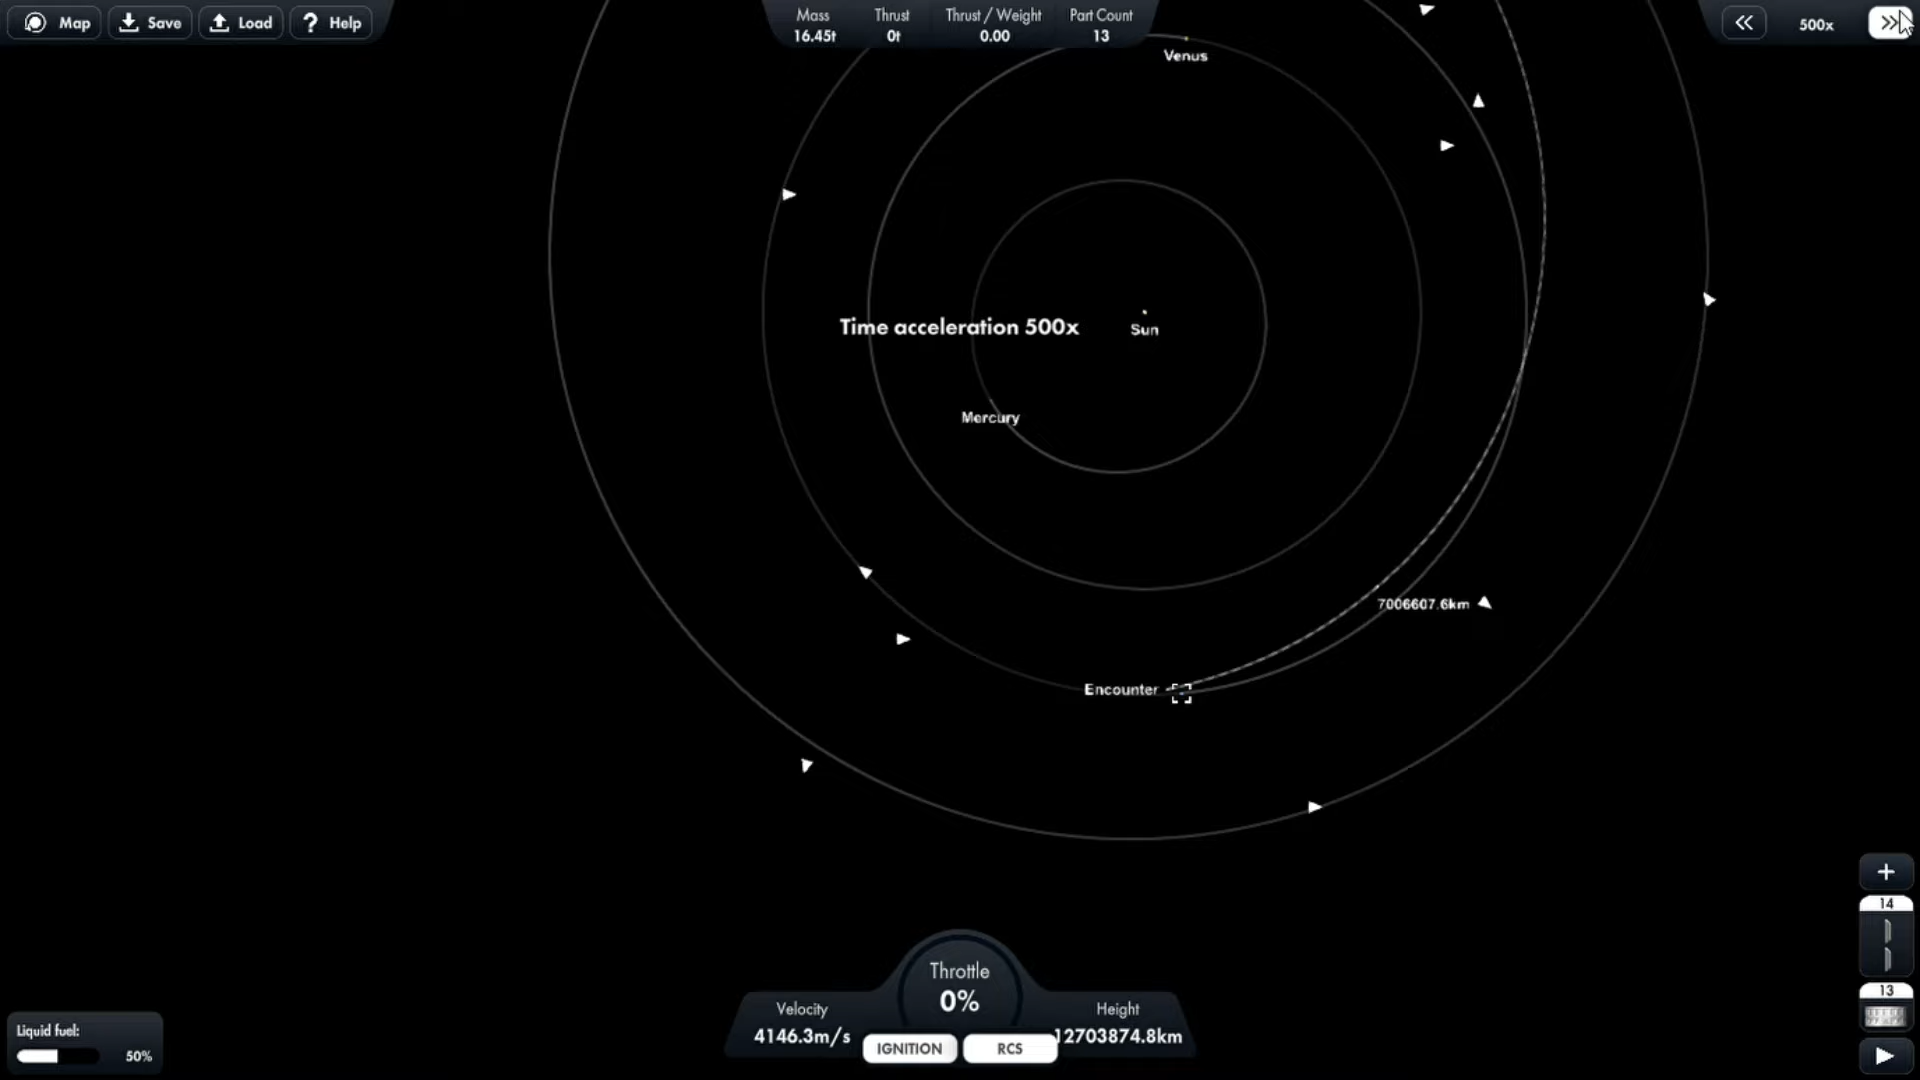 Map
Save
Load
? Help
Mass
16.45t
Thrust
0t
Thrust / Weight
0.00
Part Count
13
500x
Venus
Time acceleration 500x
Sun
Mercury
7006607.6km
Encounter
14
13
Throttle
0%
Velocity
4146.3m/s
Height
12703874.8km
IGNITION
RCS
Liquid fuel:
50%